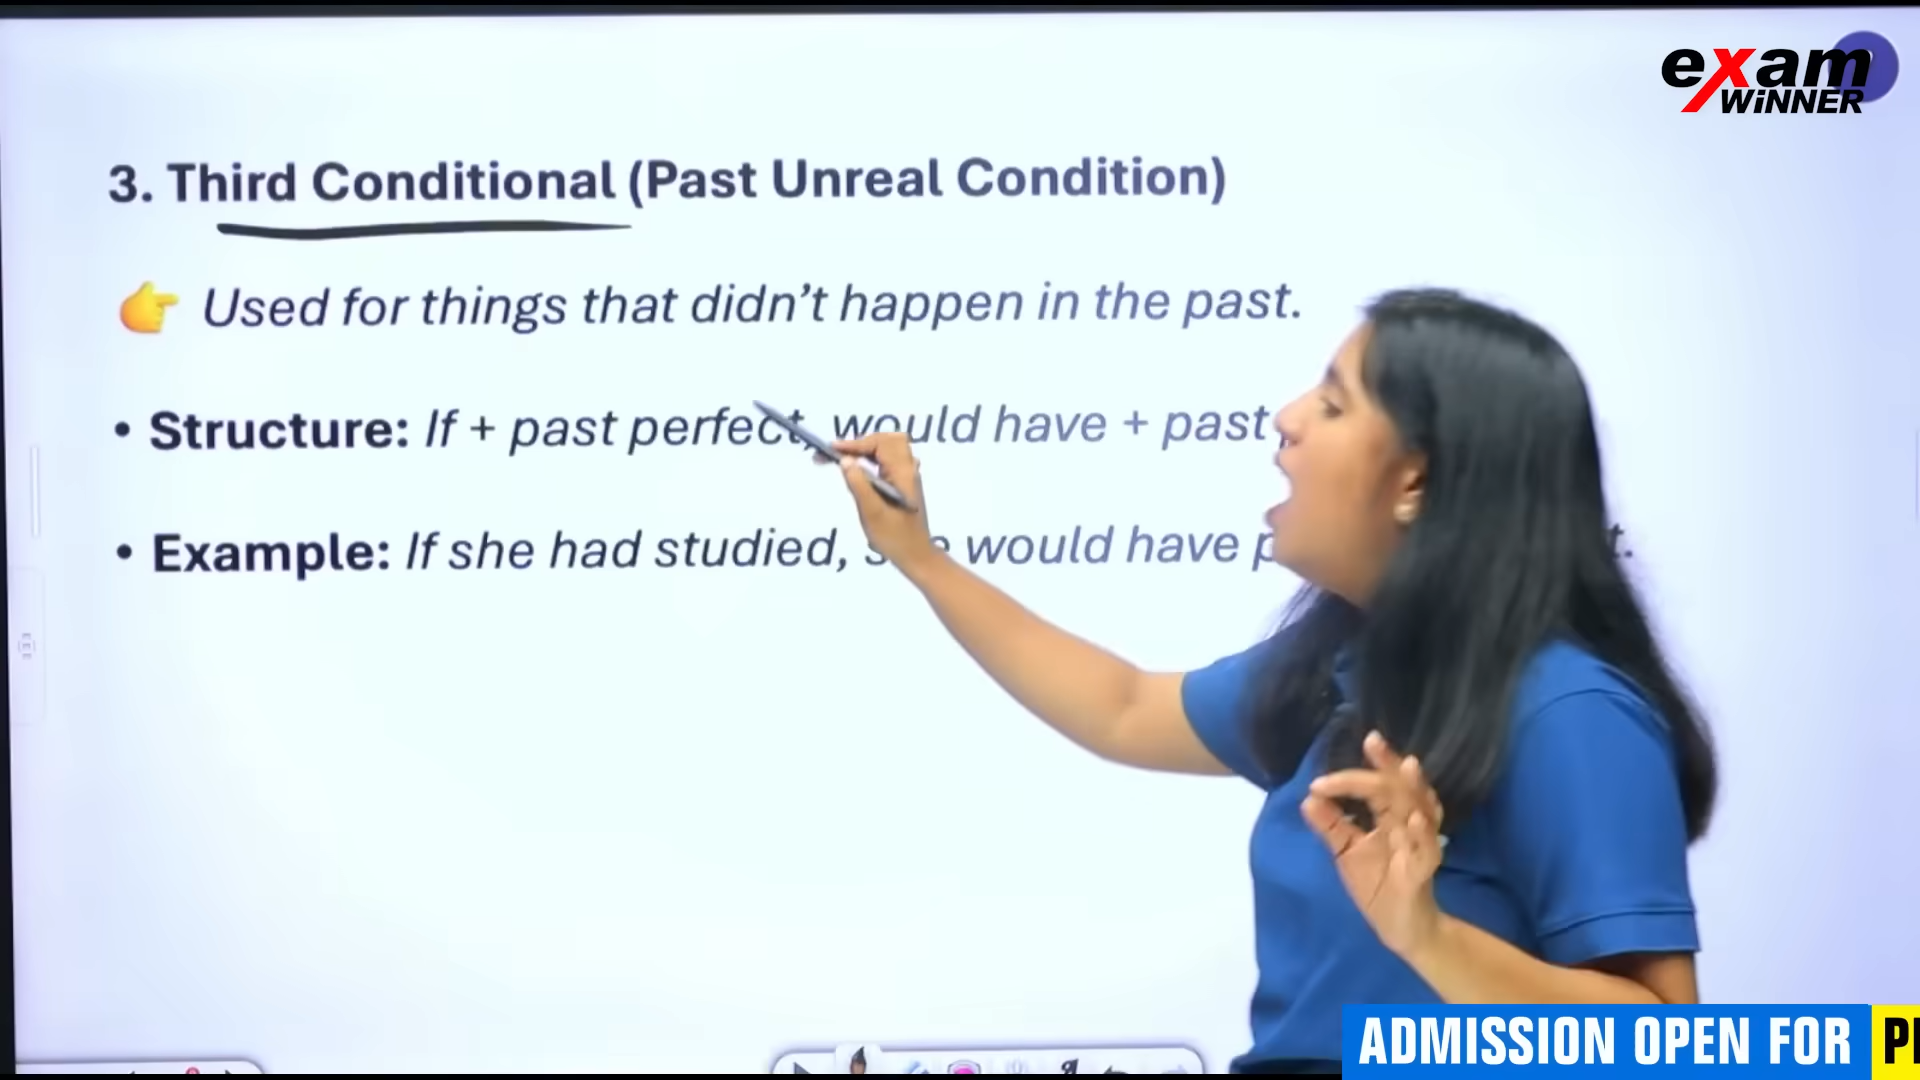 exam
WiNNER
3. Third Conditional (Past Unreal Condition)
👉 Used for things that didn't happen in the past.
• Structure: If + past perfect, would have + past
• Example: If she had studied, she would have
ADMISSION OPEN FOR